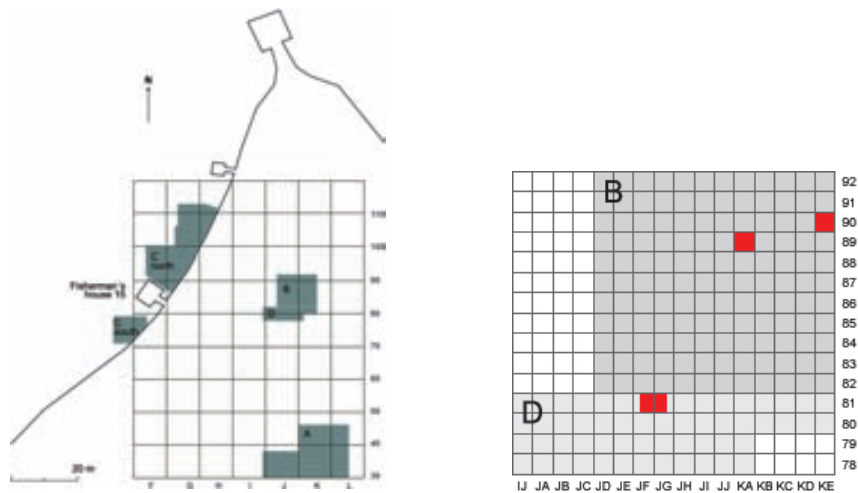 N
110
C
north
100
90
Fishermen's
house 15
B
D
80
C
south
70
60
50
A
40
20 m
30
F G H I J K L
B
92
91
90
89
88
87
86
85
84
83
82
D
81
80
79
78
IJ JA JB JC JD JE JF JG JH JI JJ KA KB KC KD KE